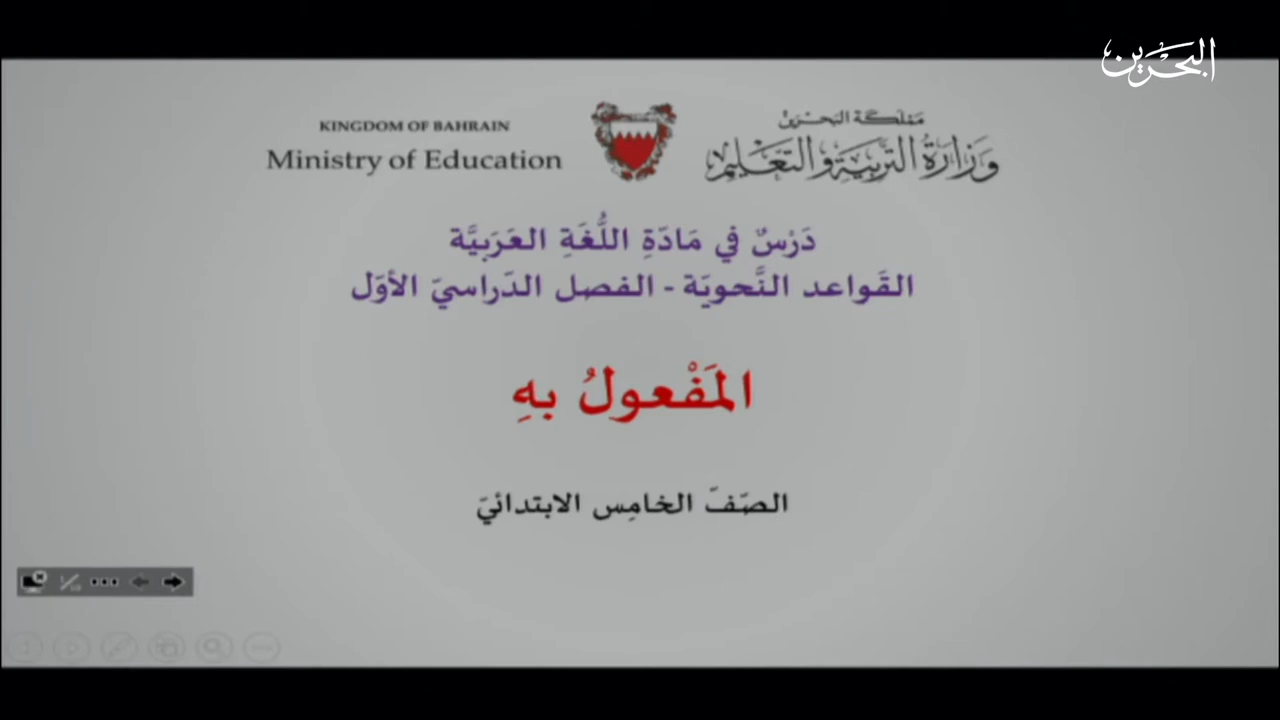 البحرين
KINGDOM OF BAHRAIN
Ministry of Education
مملكة البحرين
وزارة التربية والتعليم
دَرْسٌ في مَادّةِ اللُّغَةِ العَرَبِيَّة
القَواعد النَّحويّة - الفصل الدّراسيّ الأوّل
المَفْعولُ بهِ
الصّفّ الخامِس الابتدائيّ